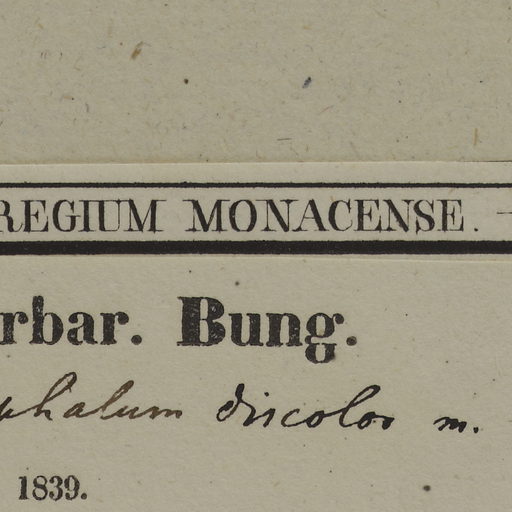 REGIUM MONACENSE.
rbar. Bung.
phalum discolor m.
1839.